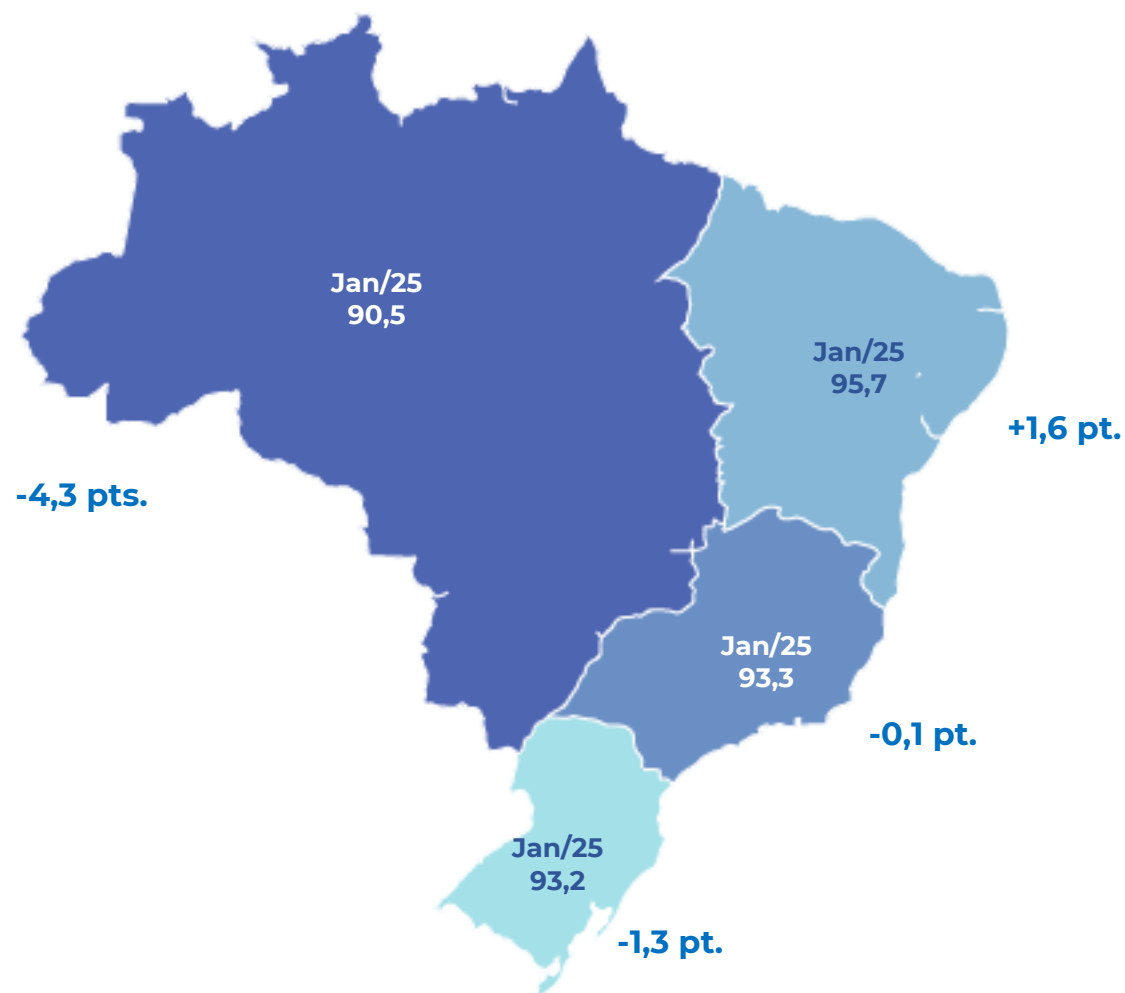 Jan/25
90,5
Jan/25
95,7
+1,6 pt.
-4,3 pts.
Jan/25
93,3
-0,1 pt.
Jan/25
93,2
-1,3 pt.